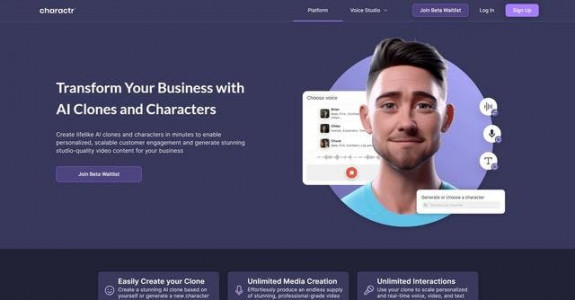 charactr
Platform
Voice Studio
Join Beta Waitlist
Log In
Sign Up
Transform Your Business with
AI Clones and Characters
Create lifelike AI clones and characters in minutes to enable
personalized, scalable customer engagement and generate stunning
studio-quality video content for your business
Join Beta Waitlist
Choose voice
Brian
T
Generate or choose a character
Easily Create your Clone
Create a stunning AI clone based on
yourself or generate a new character
Unlimited Media Creation
Effortlessly produce an endless supply
of stunning, professional-grade video
Unlimited Interactions
Use your clone to scale personalized
and real-time voice, video, and text